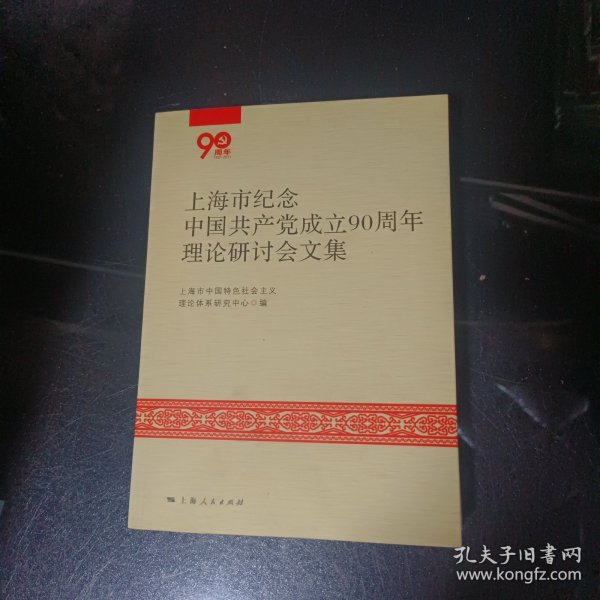 90
周年
上海市纪念
中国共产党成立90周年
理论研讨会文集
上海市中国特色社会主义
理论体系研究中心 编
上海人民出版社
孔夫子旧书网
www.kongfz.com